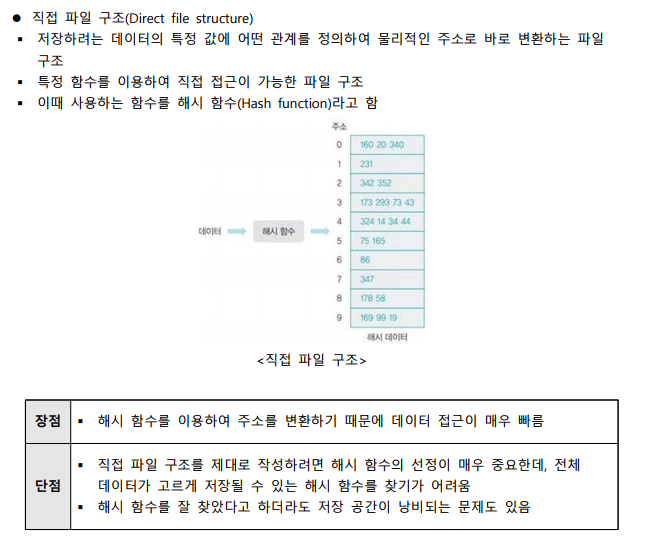 ● 직접 파일 구조(Direct file structure)
▪ 저장하려는 데이터의 특정 값에 어떤 관계를 정의하여 물리적인 주소로 바로 변환하는 파일
구조
▪ 특정 함수를 이용하여 직접 접근이 가능한 파일 구조
▪ 이때 사용하는 함수를 해시 함수(Hash function)라고 함
주소
0 160 20 340
1 231
2 342 352
3 173 293 73 43
4 324 14 34 44
데이터 해시 함수
5 75 165
6 86
7 347
8 178 58
9 169 99 19
해시 데이터
<직접 파일 구조>
장점 ▪ 해시 함수를 이용하여 주소를 변환하기 때문에 데이터 접근이 매우 빠름
단점 ▪ 직접 파일 구조를 제대로 작성하려면 해시 함수의 선정이 매우 중요한데, 전체
데이터가 고르게 저장될 수 있는 해시 함수를 찾기가 어려움
▪ 해시 함수를 잘 찾았다고 하더라도 저장 공간이 낭비되는 문제도 있음